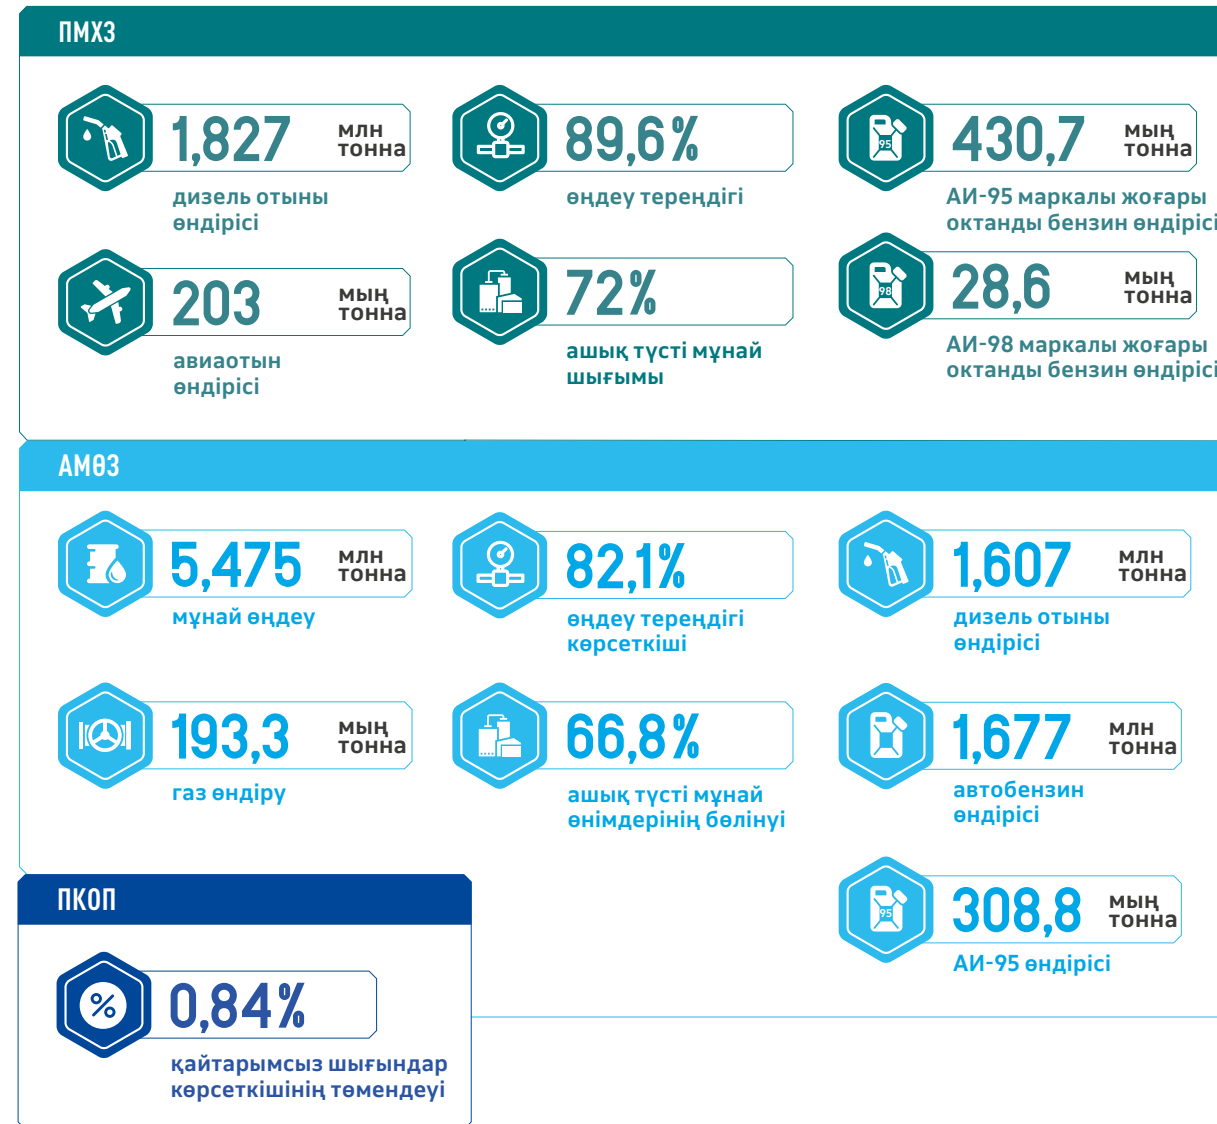 ПМХЗ
1,827 млн тонна
дизель отыны
өндірісі
89,6%
өңдеу тереңдігі
95
430,7 мың тонна
АИ-95 маркалы жоғары
октанды бензин өндірісі
203 мың тонна
авиаотын
өндірісі
72%
ашық түсті мұнай
шығымы
98
28,6 мың тонна
АИ-98 маркалы жоғары
октанды бензин өндірісі
АМӨЗ
5,475 млн тонна
мұнай өңдеу
82,1%
өңдеу тереңдігі
көрсеткіші
1,607 млн тонна
дизель отыны
өндірісі
193,3 мың тонна
газ өндіру
66,8%
ашық түсті мұнай
өнімдерінің бөлінуі
1,677 млн тонна
автобензин
өндірісі
95
308,8 мың тонна
АИ-95 өндірісі
ПКОП
%
0,84%
қайтарымсыз шығындар
көрсеткішінің төмендеуі